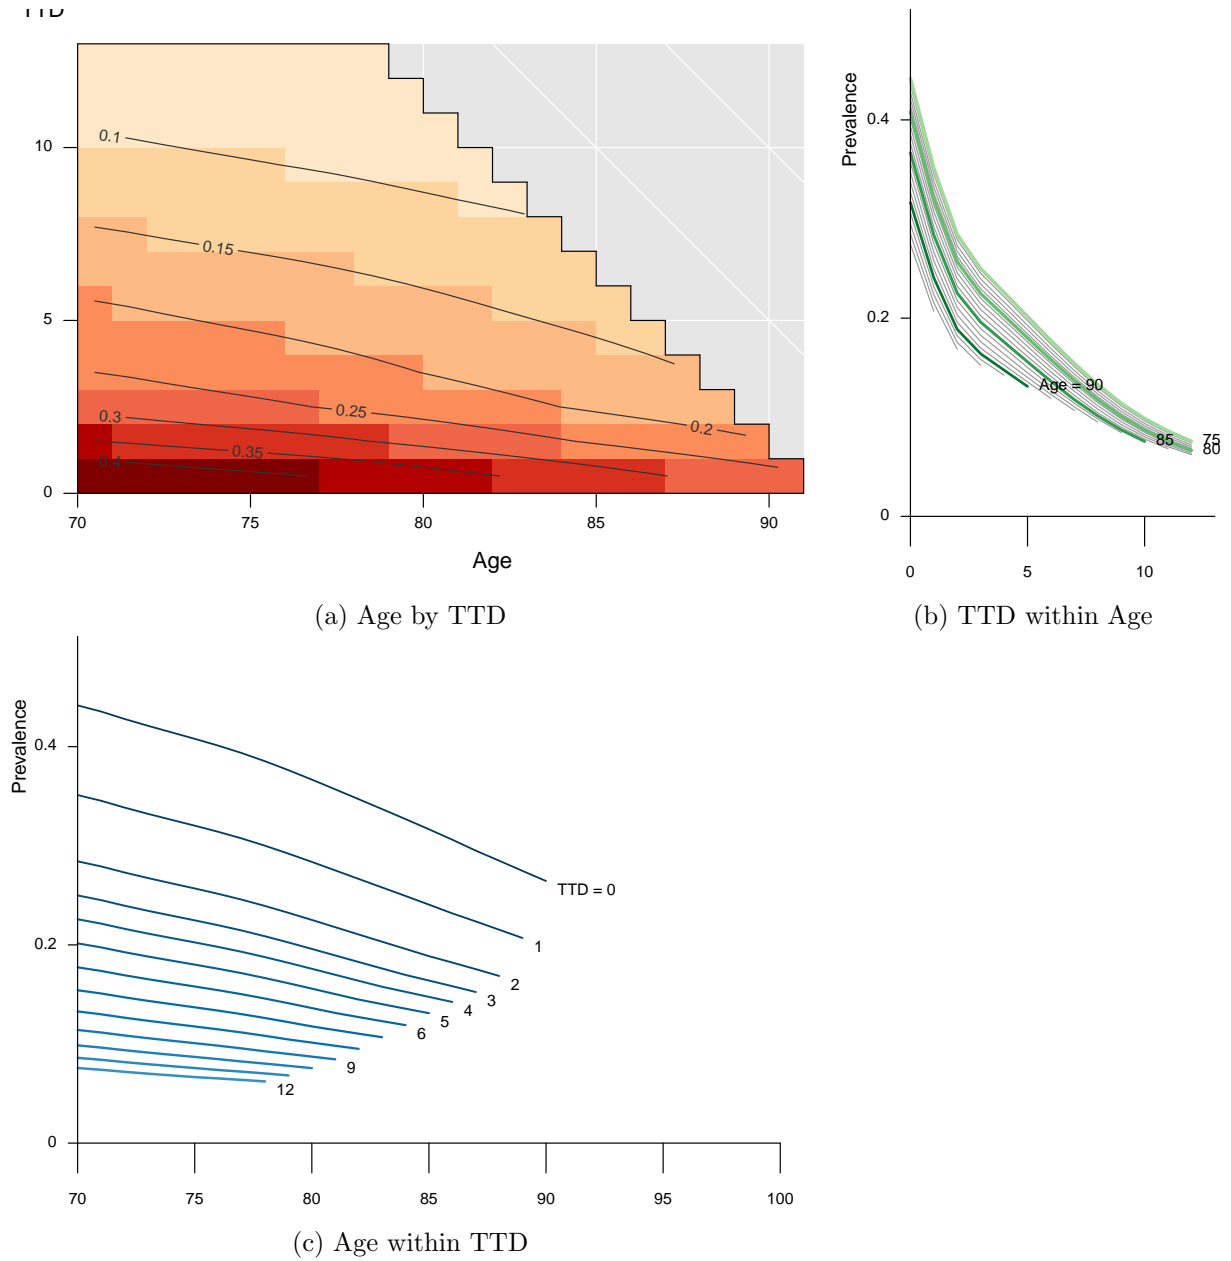 TTD
10
5
0
0.1
0.15
0.2
0.25
0.3
0.35
0.4
70 75 80 85 90
Age
(a) Age by TTD
Prevalence
0.4
0.2
0
Age = 90
85
75
80
0 5 10
(b) TTD within Age
Prevalence
0.4
0.2
0
TTD = 0
1
2
3
4
5
6
9
12
70 75 80 85 90 95 100
(c) Age within TTD